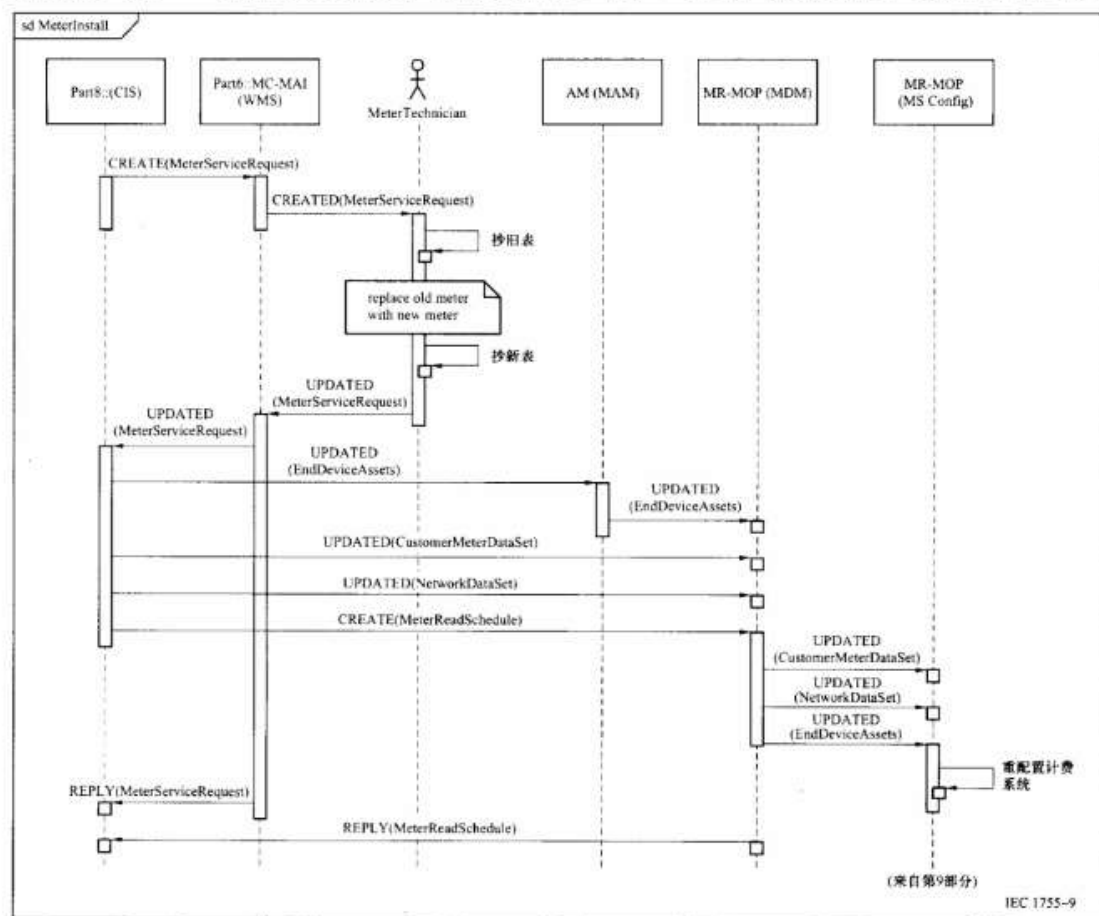 sd MeterInstall
Part8::(CIS)
Part6::MC-MAI
(WMS)
MeterTechnician
AM (MAM)
MR-MOP (MDM)
MR-MOP
(MS Config)
CREATE(MeterServiceRequest)
CREATED(MeterServiceRequest)
抄旧表
replace old meter
with new meter
抄新表
UPDATED
(MeterServiceRequest)
UPDATED
(MeterServiceRequest)
UPDATED
(EndDeviceAssets)
UPDATED
(EndDeviceAssets)
UPDATED(CustomerMeterDataSet)
UPDATED(NetworkDataSet)
CREATE(MeterReadSchedule)
UPDATED
(CustomerMeterDataSet)
UPDATED
(NetworkDataSet)
UPDATED
(EndDeviceAssets)
重配置计费
系统
REPLY(MeterServiceRequest)
REPLY(MeterReadSchedule)
(来自第9部分)
IEC 1755-9